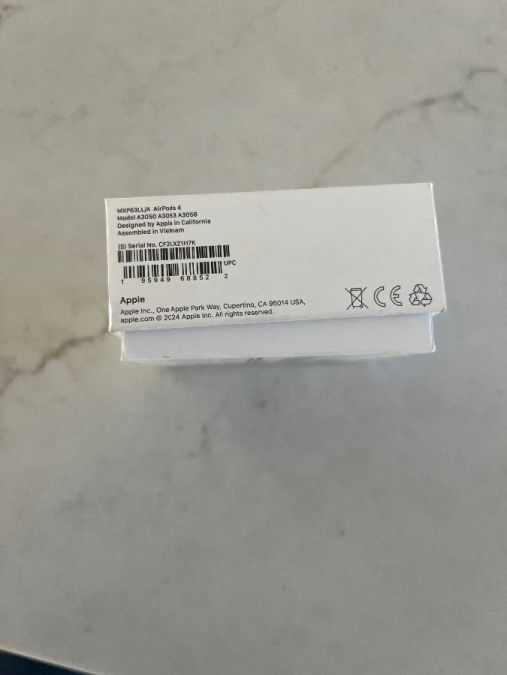 MXP63LL/A AirPods 4
Model A3050 A3053 A3058
Designed by Apple in California
Assembled in Vietnam
(S) Serial No. CF2LX21H7K
UPC
1 95949 68852 2
Apple
Apple Inc., One Apple Park Way, Cupertino, CA 95014 USA,
apple.com © 2024 Apple Inc. All rights reserved.
CE